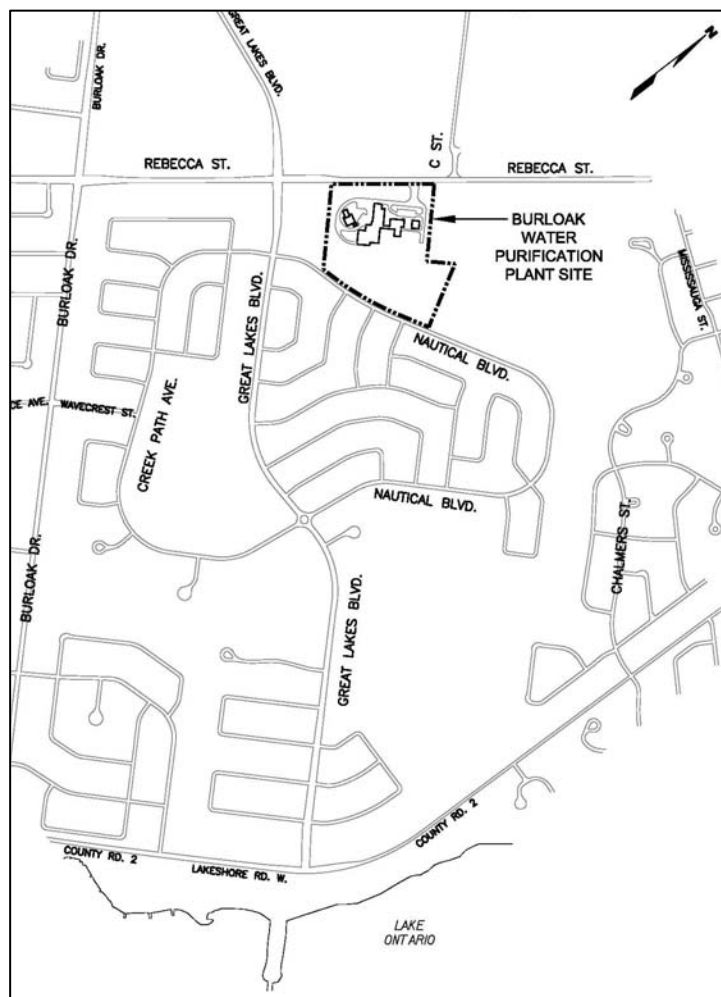 GREAT LAKES BLVD.
N
BURLOAK DR.
C ST.
REBECCA ST.
REBECCA ST.
BURLOAK
WATER
PURIFICATION
PLANT SITE
MISSISSAUGA ST.
BURLOAK DR.
GREAT LAKES BLVD.
NAUTICAL BLVD.
CE AVE.
WAVECREST ST.
CREEK PATH AVE.
NAUTICAL BLVD.
CHALMERS ST.
BURLOAK DR.
GREAT LAKES BLVD.
COUNTY RD. 2
COUNTY RD. 2
LAKESHORE RD. W.
LAKE
ONTARIO